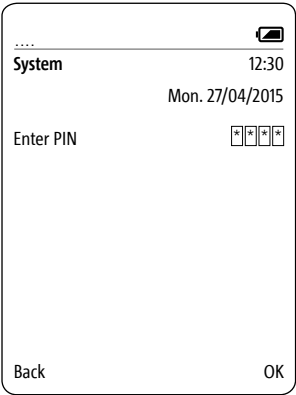 ....
System 12:30
Mon. 27/04/2015
Enter PIN ****
Back OK